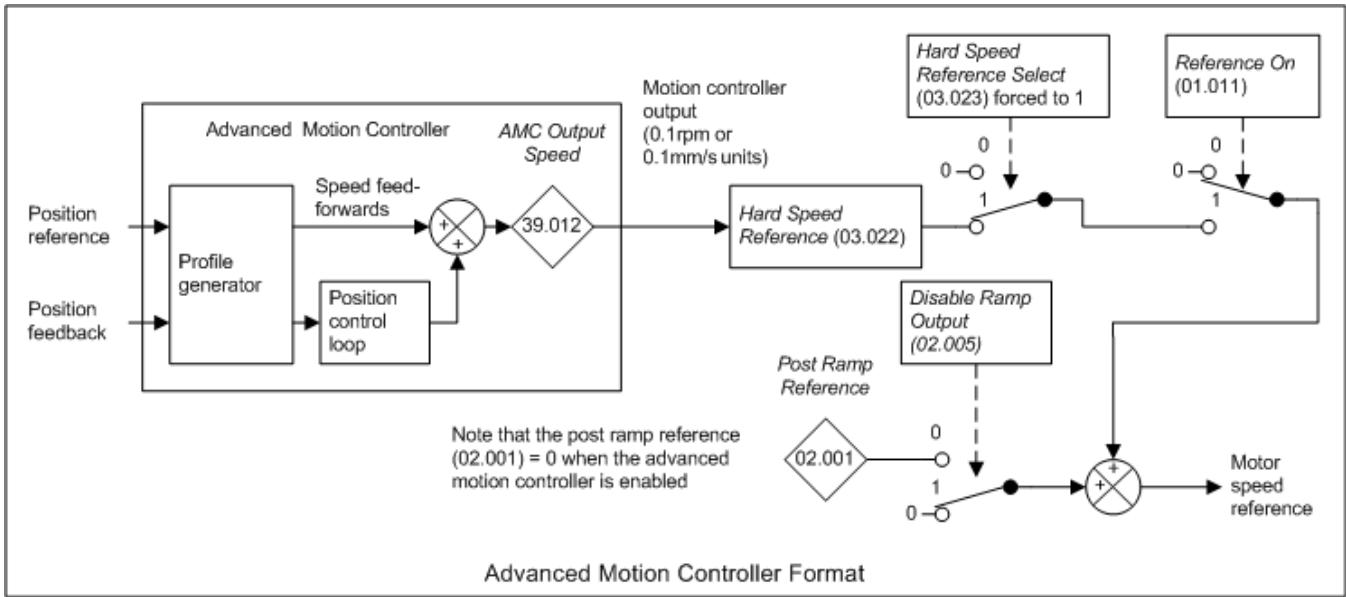 Advanced Motion Controller
Position
reference
Position
feedback
Profile
generator
Speed feed-
forwards
Position
control
loop
+
+
AMC Output
Speed
39.012
Motion controller
output
(0.1rpm or
0.1mm/s units)
Hard Speed
Reference (03.022)
Hard Speed
Reference Select
(03.023) forced to 1
0
0
1
Reference On
(01.011)
0
0
1
Disable Ramp
Output
(02.005)
Post Ramp
Reference
02.001
0
1
0
+
+
Motor
speed
reference
Note that the post ramp reference
(02.001) = 0 when the advanced
motion controller is enabled
Advanced Motion Controller Format